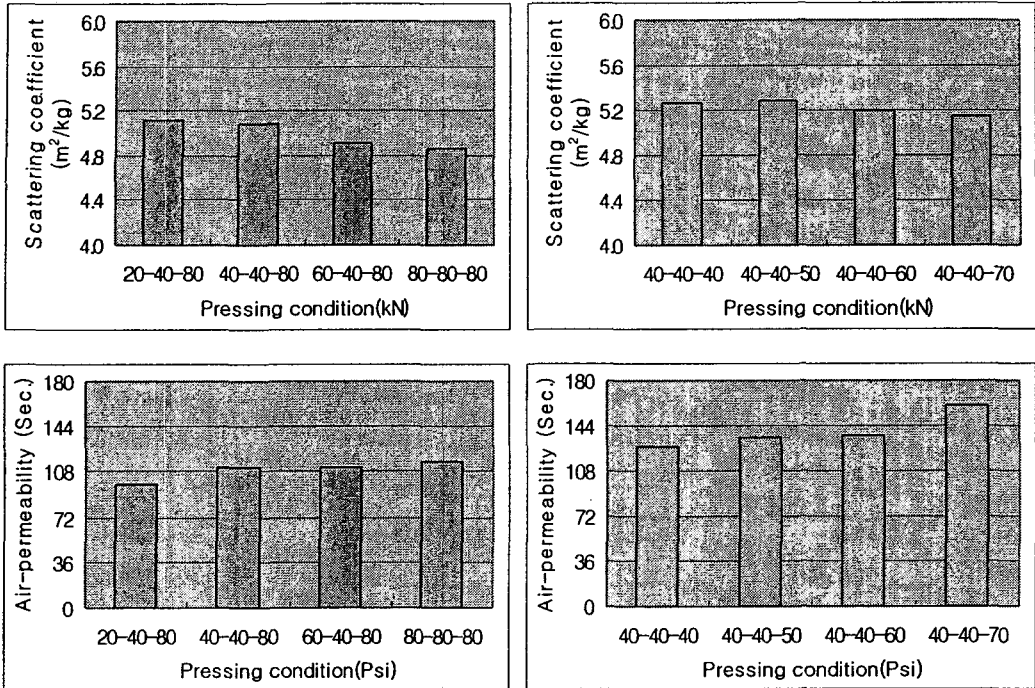 Scattering coefficient
(m²/kg)
6.0
5.6
5.2
4.8
4.4
4.0
20-40-80 40-40-80 60-40-80 80-80-80
Pressing condition(kN)
Scattering coefficient
(m²/kg)
6.0
5.6
5.2
4.8
4.4
4.0
40-40-40 40-40-50 40-40-60 40-40-70
Pressing condition(kN)
Air-permeability (Sec.)
180
144
108
72
36
0
20-40-80 40-40-80 60-40-80 80-80-80
Pressing condition(Psi)
Air-permeability (Sec.)
180
144
108
72
36
0
40-40-40 40-40-50 40-40-60 40-40-70
Pressing condition(Psi)